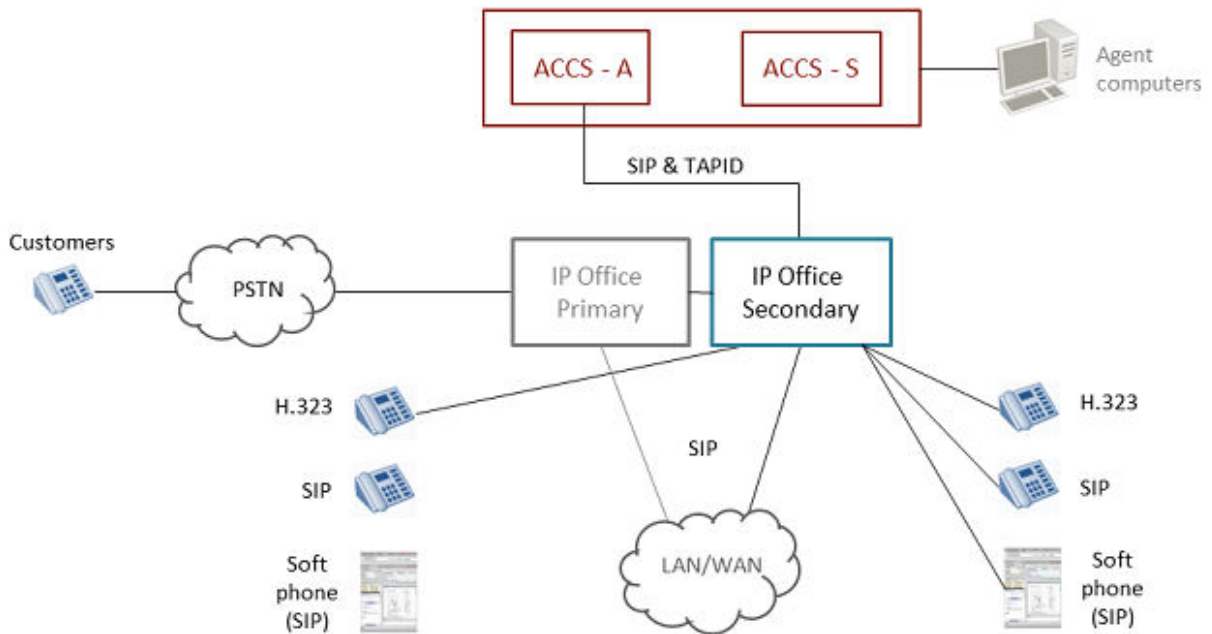 ACCS - A
ACCS - S
Agent
computers
SIP & TAPID
Customers
PSTN
IP Office
Primary
IP Office
Secondary
H.323
H.323
SIP
SIP
SIP
LAN/WAN
Soft
phone
(SIP)
Soft
phone
(SIP)